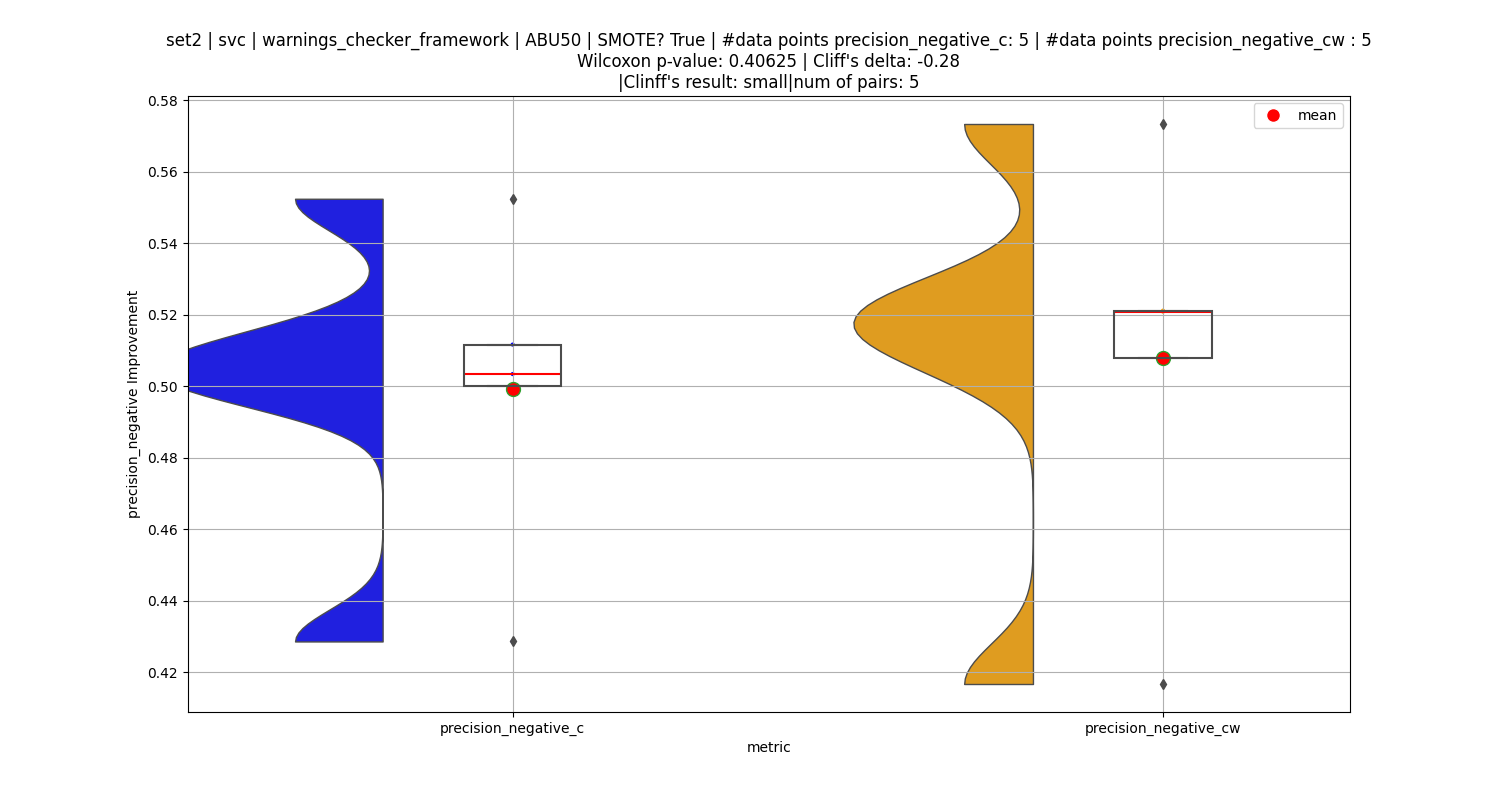 set2 | svc | warnings_checker_framework | ABU50 | SMOTE? True | #data points precision_negative_c: 5 | #data points precision_negative_cw : 5
Wilcoxon p-value: 0.40625 | Cliff's delta: -0.28
|Clinff's result: small|num of pairs: 5
mean
0.58
0.56
0.54
0.52
0.50
0.48
0.46
0.44
0.42
precision_negative Improvement
precision_negative_c
precision_negative_cw
metric